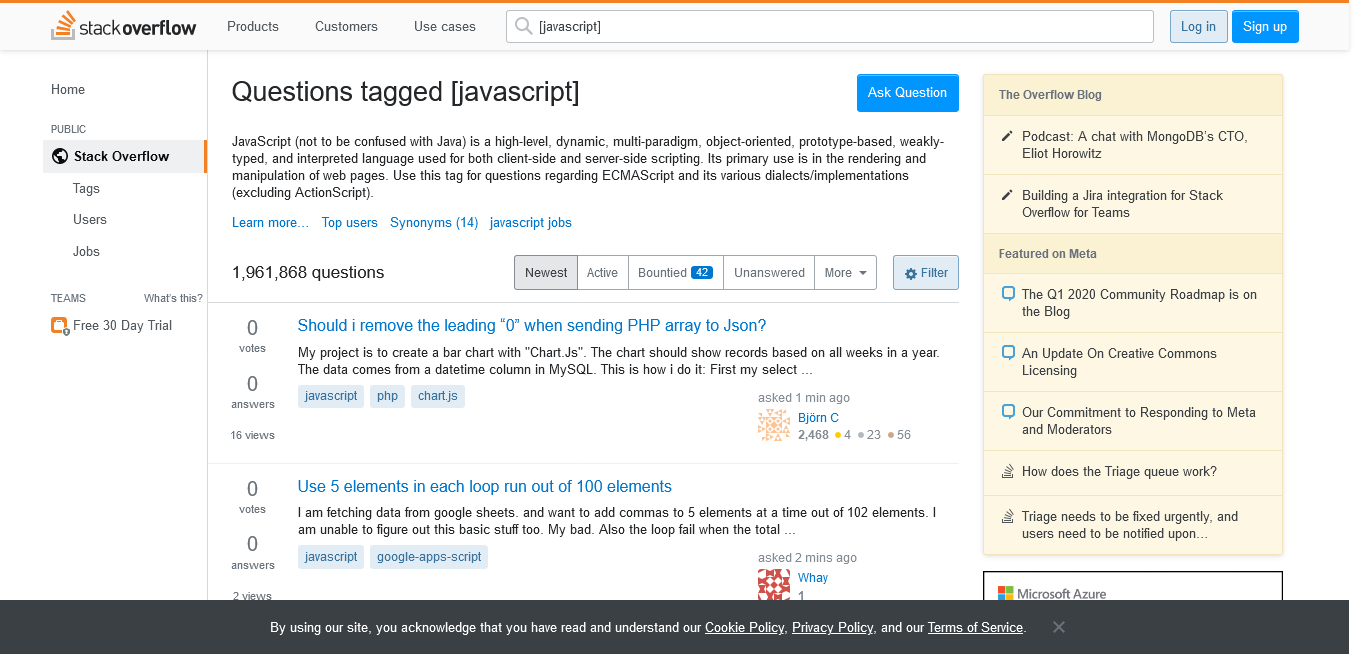 stackoverflow
Products
Customers
Use cases
[javascript]
Log in
Sign up
Home
PUBLIC
Stack Overflow
Tags
Users
Jobs
TEAMS
What's this?
Free 30 Day Trial
Questions tagged [javascript]
Ask Question
JavaScript (not to be confused with Java) is a high-level, dynamic, multi-paradigm, object-oriented, prototype-based, weakly-
typed, and interpreted language used for both client-side and server-side scripting. Its primary use is in the rendering and
manipulation of web pages. Use this tag for questions regarding ECMAScript and its various dialects/implementations
(excluding ActionScript).
Learn more… Top users Synonyms (14) javascript jobs
1,961,868 questions
Newest
Active
Bountied 42
Unanswered
More
Filter
0
votes
0
answers
16 views
Should i remove the leading “0” when sending PHP array to Json?
My project is to create a bar chart with "Chart.Js". The chart should show records based on all weeks in a year.
The data comes from a datetime column in MySQL. This is how i do it: First my select ...
javascript
php
chart.js
asked 1 min ago
Björn C
2,468 4 23 56
0
votes
0
answers
2 views
Use 5 elements in each loop run out of 100 elements
I am fetching data from google sheets. and want to add commas to 5 elements at a time out of 102 elements. I
am unable to figure out this basic stuff too. My bad. Also the loop fail when the total ...
javascript
google-apps-script
asked 2 mins ago
Whay
1
The Overflow Blog
Podcast: A chat with MongoDB’s CTO,
Eliot Horowitz
Building a Jira integration for Stack
Overflow for Teams
Featured on Meta
The Q1 2020 Community Roadmap is on
the Blog
An Update On Creative Commons
Licensing
Our Commitment to Responding to Meta
and Moderators
How does the Triage queue work?
Triage needs to be fixed urgently, and
users need to be notified upon…
Microsoft Azure
By using our site, you acknowledge that you have read and understand our Cookie Policy, Privacy Policy, and our Terms of Service.